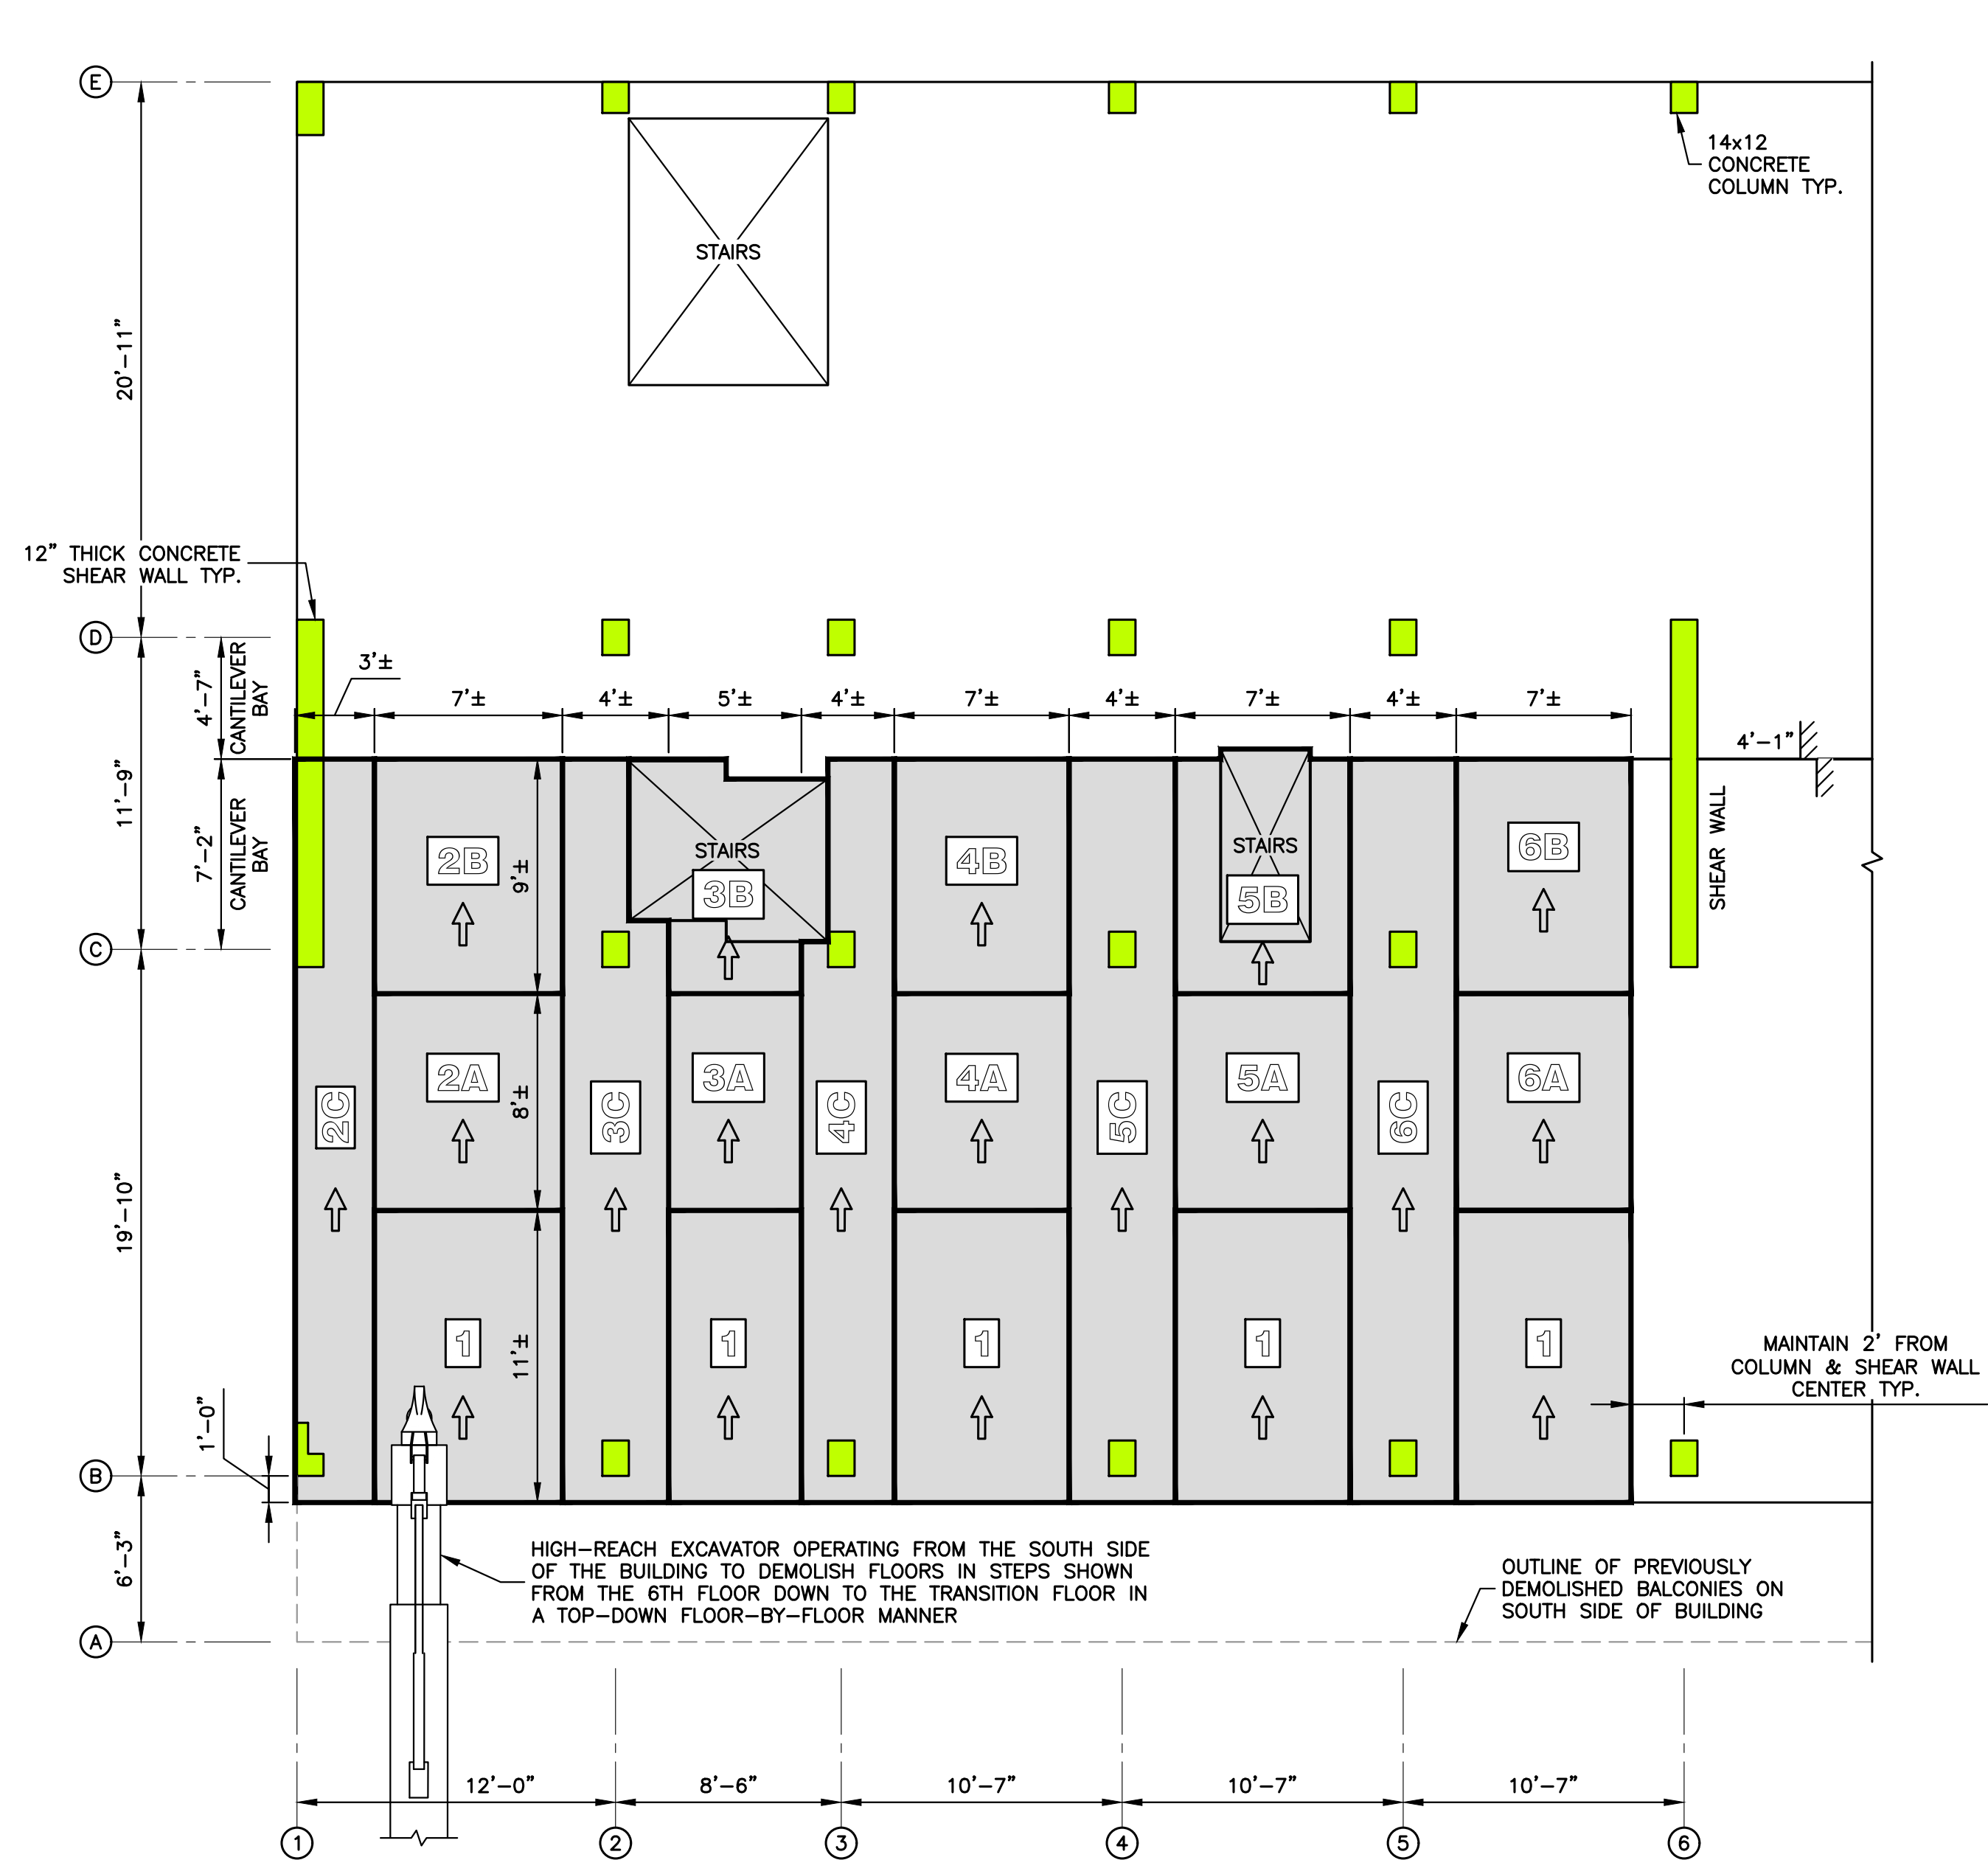 E
14x12
CONCRETE
COLUMN TYP.
STAIRS
20'-11"
12" THICK CONCRETE
SHEAR WALL TYP.
D
3'±
4'-7"
CANTILEVER
BAY
7'± 4'± 5'± 4'± 7'± 4'± 7'± 4'± 7'±
4'-1"
11'-9"
7'-2"
CANTILEVER
BAY
SHEAR WALL
STAIRS
STAIRS
2B
9'±
3B
4B
5B
6B
C
2A
8'±
3A
4A
5A
6A
2C
3C
4C
5C
6C
19'-10"
1
11'±
1
1
1
1
MAINTAIN 2' FROM
COLUMN & SHEAR WALL
CENTER TYP.
1'-0"
B
6'-3"
HIGH-REACH EXCAVATOR OPERATING FROM THE SOUTH SIDE
OF THE BUILDING TO DEMOLISH FLOORS IN STEPS SHOWN
FROM THE 6TH FLOOR DOWN TO THE TRANSITION FLOOR IN
A TOP-DOWN FLOOR-BY-FLOOR MANNER
OUTLINE OF PREVIOUSLY
DEMOLISHED BALCONIES ON
SOUTH SIDE OF BUILDING
A
12'-0" 8'-6" 10'-7" 10'-7" 10'-7"
1 2 3 4 5 6